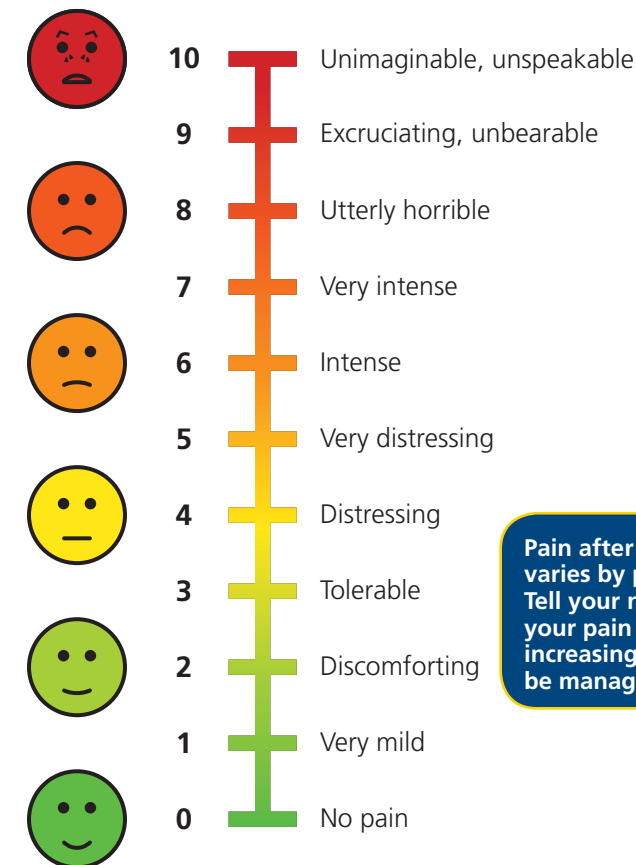 10 Unimaginable, unspeakable
9 Excruciating, unbearable
8 Utterly horrible
7 Very intense
6 Intense
5 Very distressing
4 Distressing
3 Tolerable
2 Discomforting
1 Very mild
0 No pain
Pain after
varies by
Tell your
your pain
increasing
be